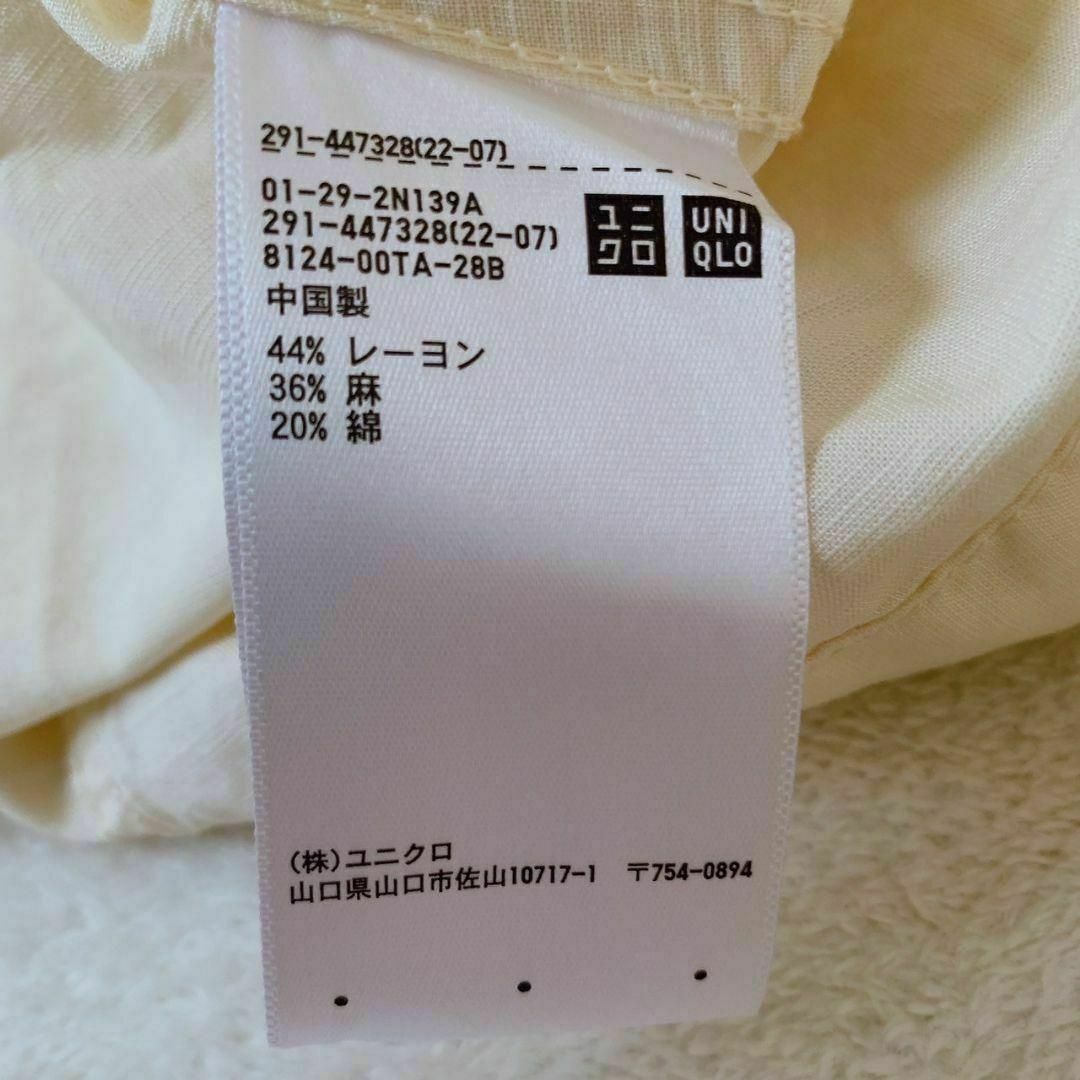 291-447328(22-07)
01-29-2N139A
291-447328(22-07)
8124-00TA-28B
中国製
ユニ
クロ
UNI
QLO
44% レーヨン
36% 麻
20% 綿
(株)ユニクロ
山口県山口市佐山10717-1 〒754-0894